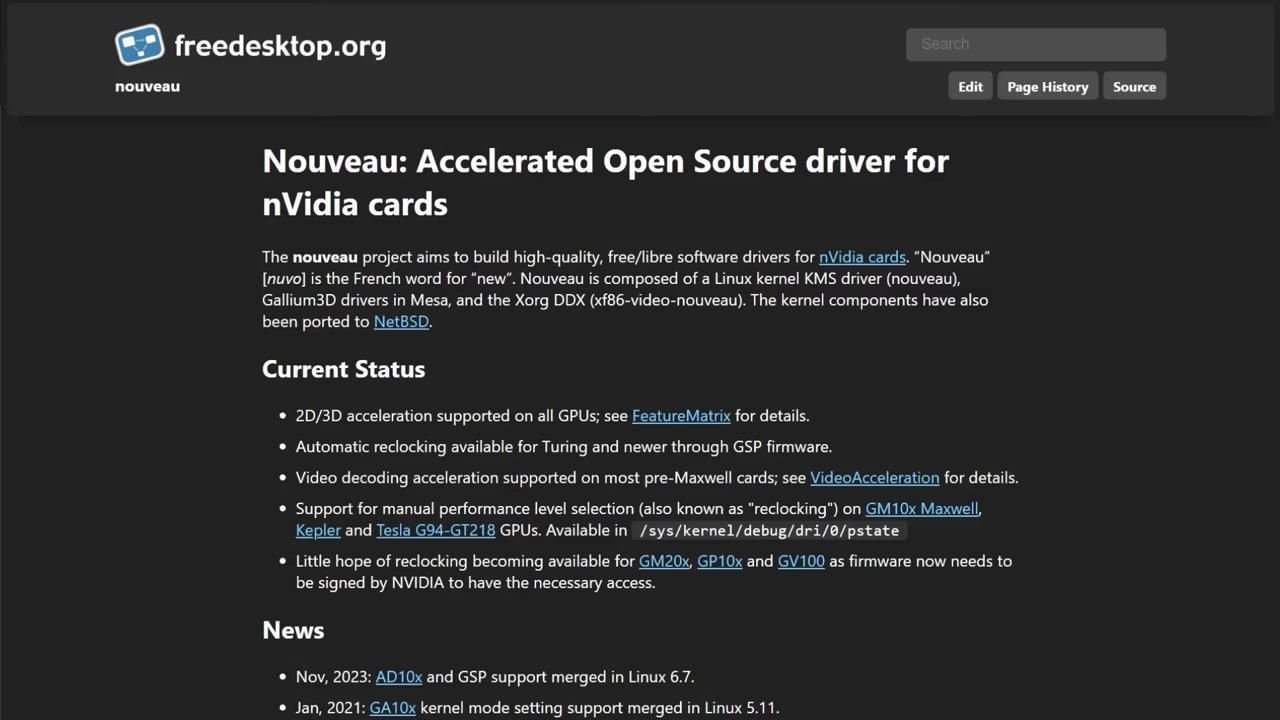 freedesktop.org
Search
nouveau
Edit
Page History
Source
Nouveau: Accelerated Open Source driver for
nVidia cards
The nouveau project aims to build high-quality, free/libre software drivers for nVidia cards. “Nouveau”
[nuvo] is the French word for “new”. Nouveau is composed of a Linux kernel KMS driver (nouveau),
Gallium3D drivers in Mesa, and the Xorg DDX (xf86-video-nouveau). The kernel components have also
been ported to NetBSD.
Current Status
• 2D/3D acceleration supported on all GPUs; see FeatureMatrix for details.
• Automatic reclocking available for Turing and newer through GSP firmware.
• Video decoding acceleration supported on most pre-Maxwell cards; see VideoAcceleration for details.
• Support for manual performance level selection (also known as "reclocking") on GM10x Maxwell,
Kepler and Tesla G94-GT218 GPUs. Available in /sys/kernel/debug/dri/0/pstate
• Little hope of reclocking becoming available for GM20x, GP10x and GV100 as firmware now needs to
be signed by NVIDIA to have the necessary access.
News
• Nov, 2023: AD10x and GSP support merged in Linux 6.7.
• Jan, 2021: GA10x kernel mode setting support merged in Linux 5.11.